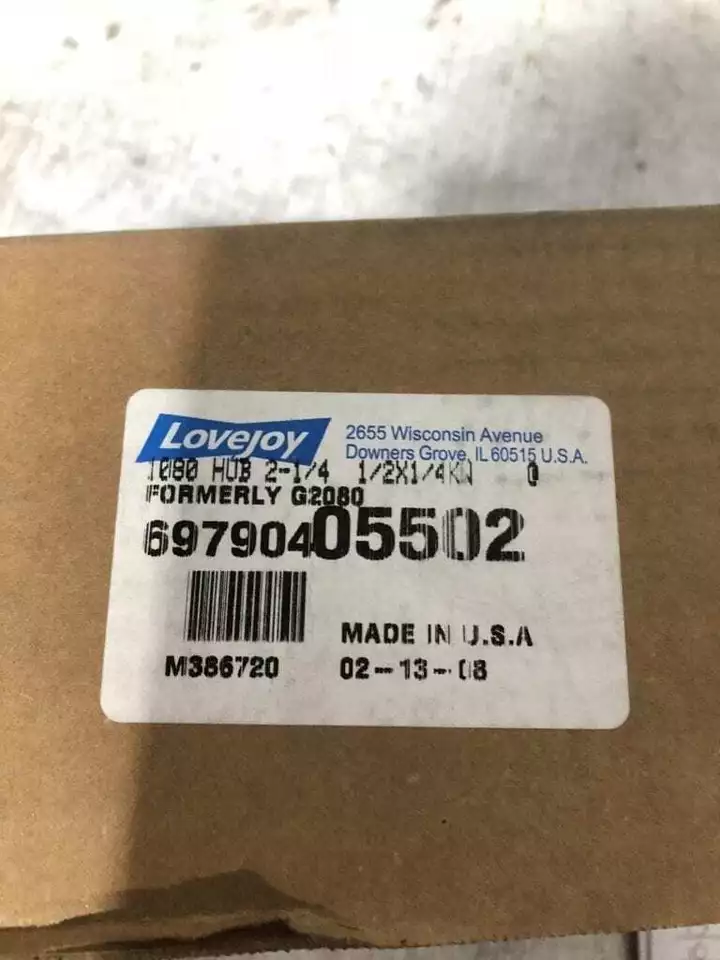 Lovejoy
2655 Wisconsin Avenue
Downers Grove, IL 60515 U.S.A.
1080 HUB 2-1/4 1/2X1/4KW 0
FORMERLY G2080
69790405502
MADE IN U.S.A
M386720
02-13-08